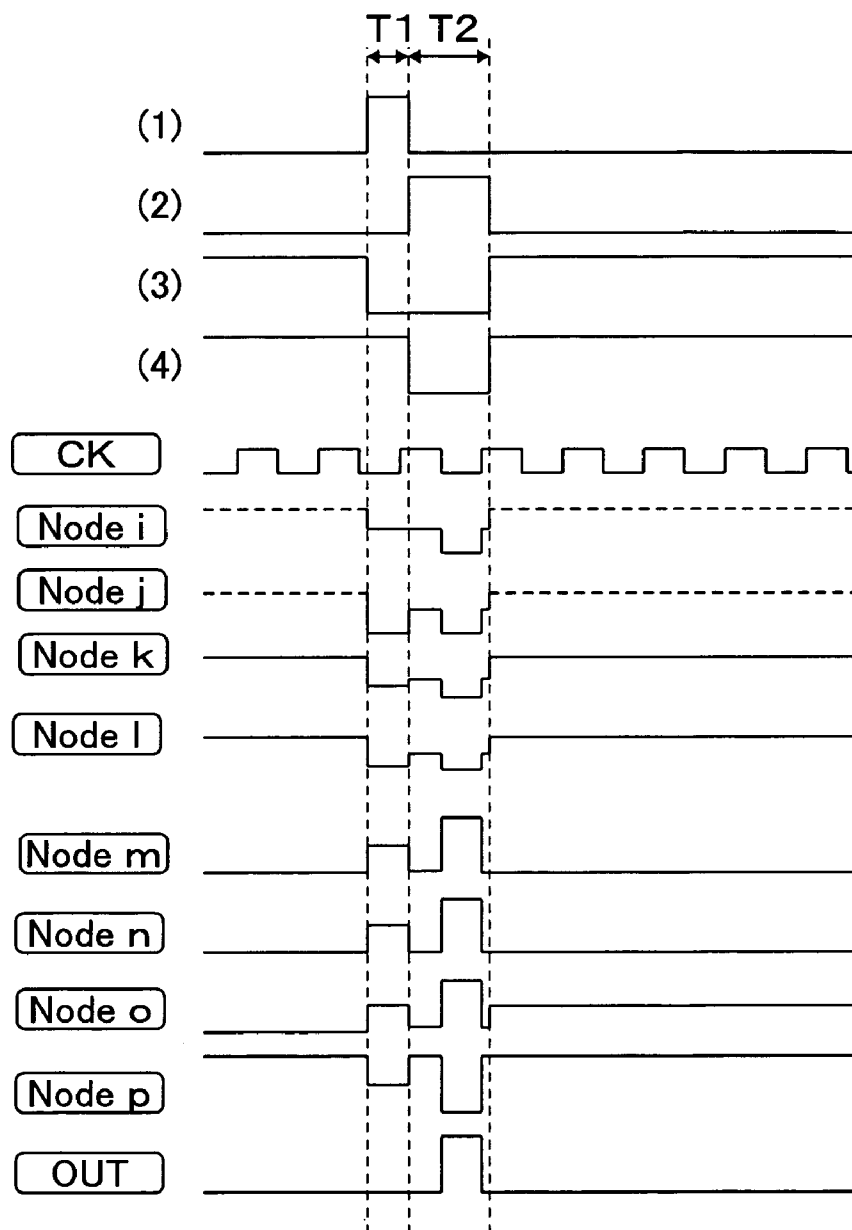 T1 T2
(1)
(2)
(3)
(4)
CK
Node i
Node j
Node k
Node l
Node m
Node n
Node o
Node p
OUT